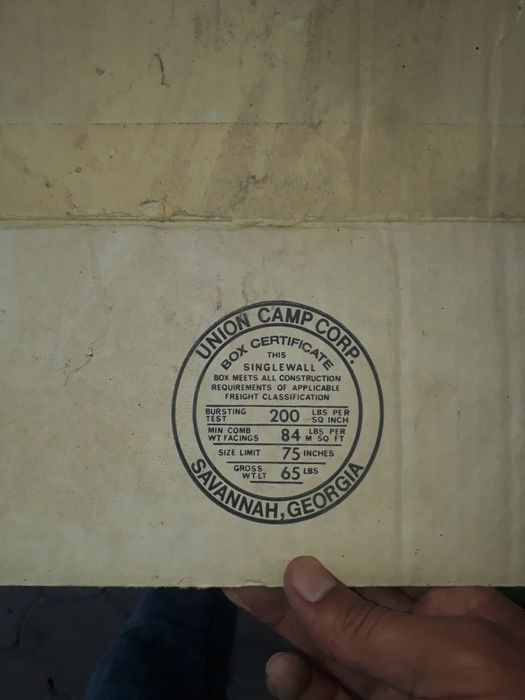 UNION CAMP CORP.
BOX CERTIFICATE
THIS
SINGLEWALL
BOX MEETS ALL CONSTRUCTION
REQUIREMENTS OF APPLICABLE
FREIGHT CLASSIFICATION
BURSTING TEST 200 LBS PER SQ INCH
MIN COMB WT FACINGS 84 LBS PER M SQ FT
SIZE LIMIT 75 INCHES
GROSS WT LT 65 LBS
SAVANNAH, GEORGIA